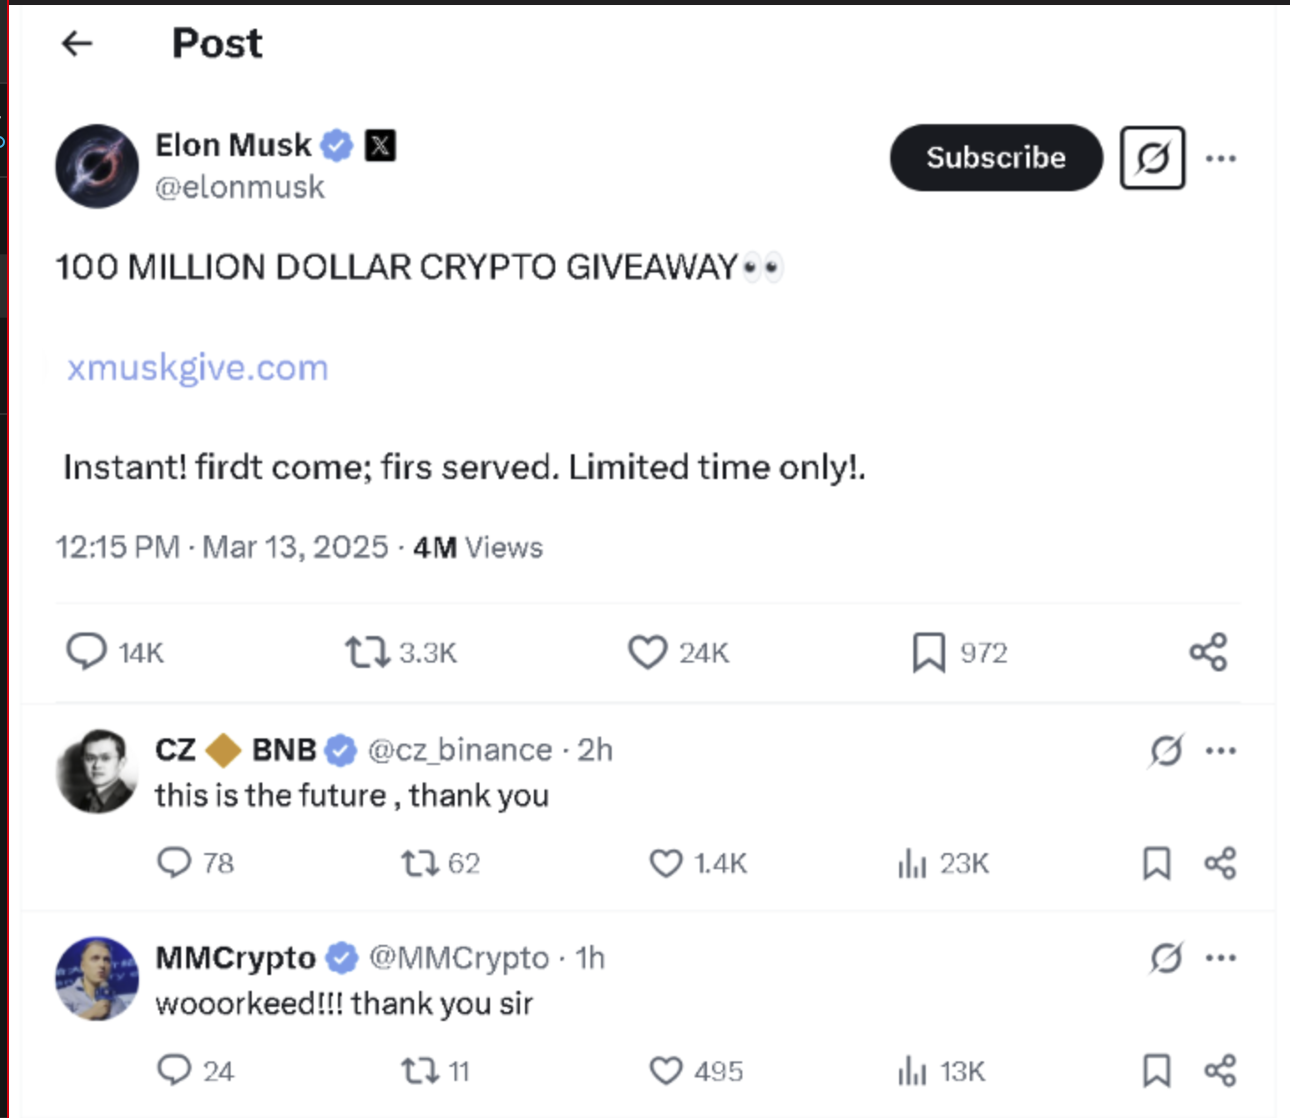 Post
Elon Musk
@elonmusk
Subscribe
100 MILLION DOLLAR CRYPTO GIVEAWAY👀
xmuskgive.com
Instant! firdt come; firs served. Limited time only!.
12:15 PM · Mar 13, 2025 · 4M Views
14K 3.3K 24K 972
CZ 🔶 BNB @cz_binance · 2h
this is the future , thank you
78 62 1.4K 23K
MMCrypto @MMCrypto · 1h
wooorkeed!!! thank you sir
24 11 495 13K